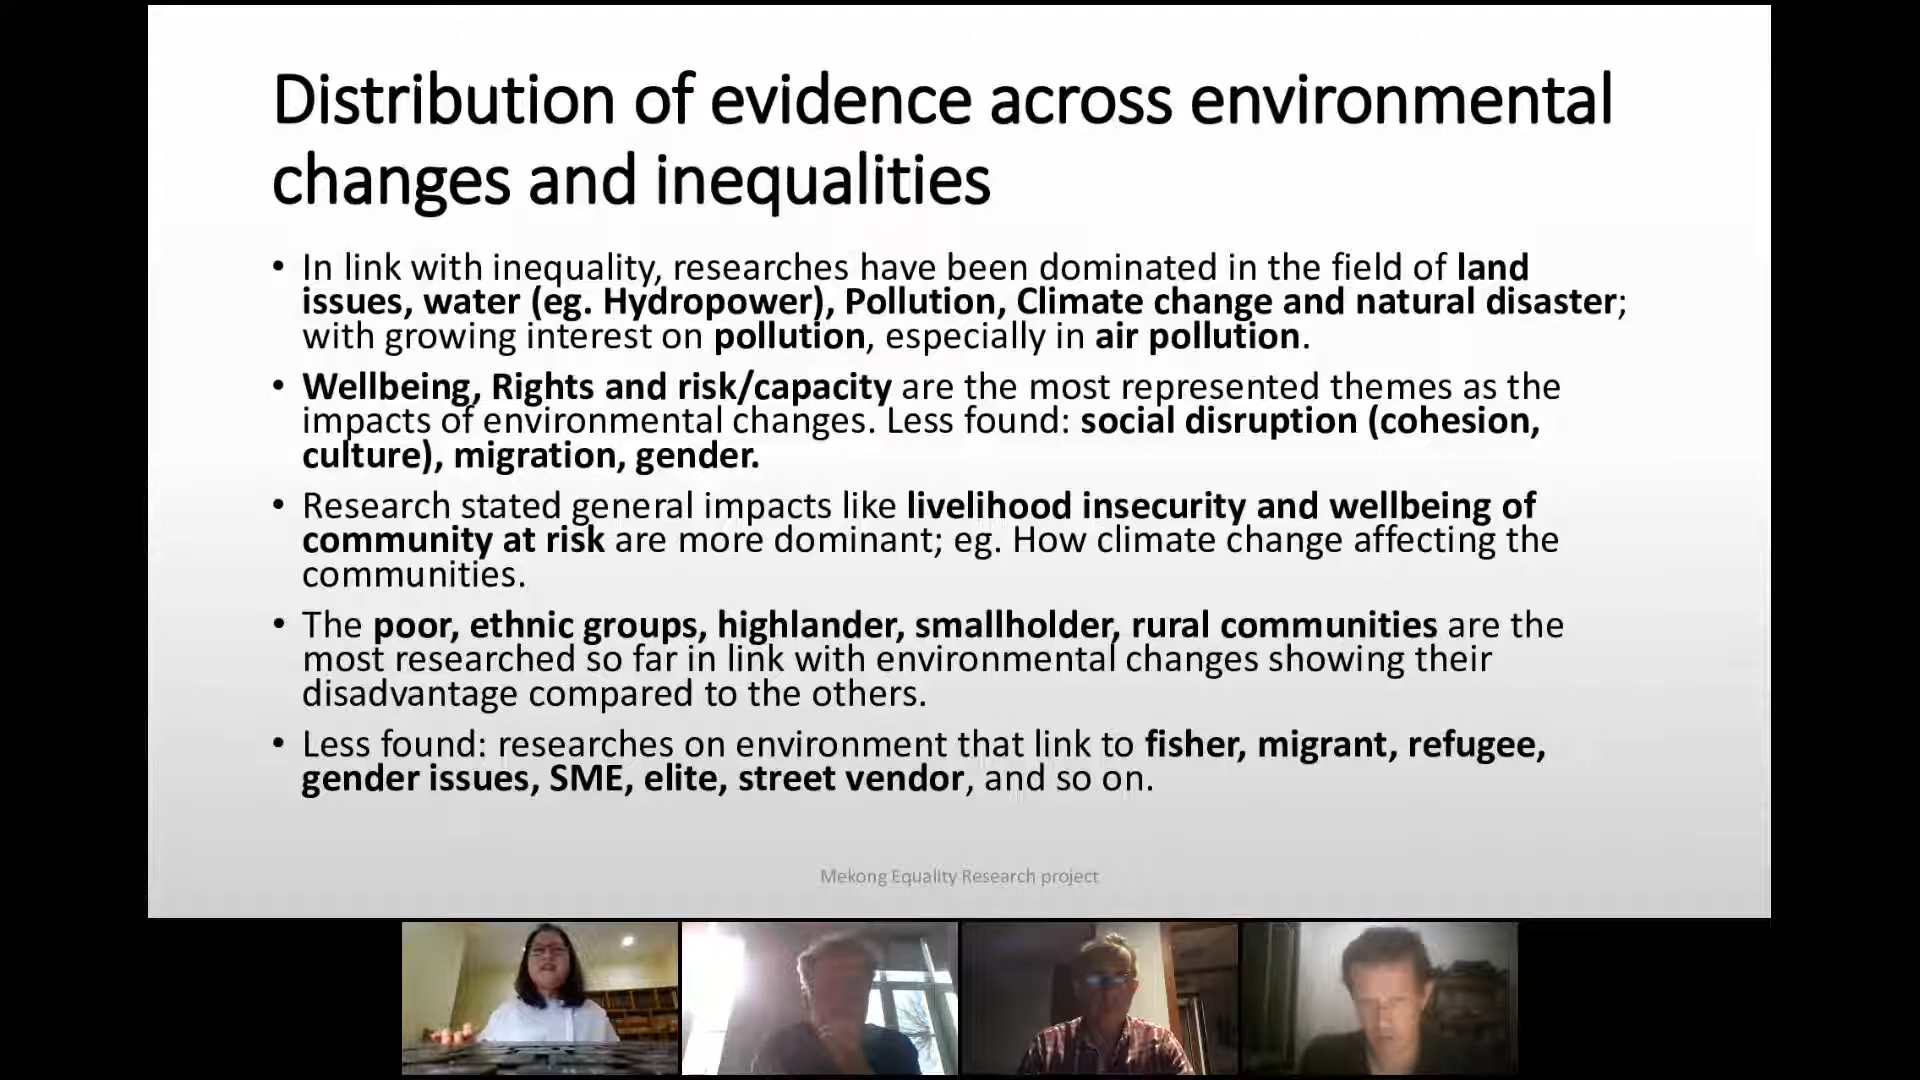 Distribution of evidence across environmental
changes and inequalities
• In link with inequality, researches have been dominated in the field of land
issues, water (eg. Hydropower), Pollution, Climate change and natural disaster;
with growing interest on pollution, especially in air pollution.
• Wellbeing, Rights and risk/capacity are the most represented themes as the
impacts of environmental changes. Less found: social disruption (cohesion,
culture), migration, gender.
• Research stated general impacts like livelihood insecurity and wellbeing of
community at risk are more dominant; eg. How climate change affecting the
communities.
• The poor, ethnic groups, highlander, smallholder, rural communities are the
most researched so far in link with environmental changes showing their
disadvantage compared to the others.
• Less found: researches on environment that link to fisher, migrant, refugee,
gender issues, SME, elite, street vendor, and so on.
Mekong Equality Research project